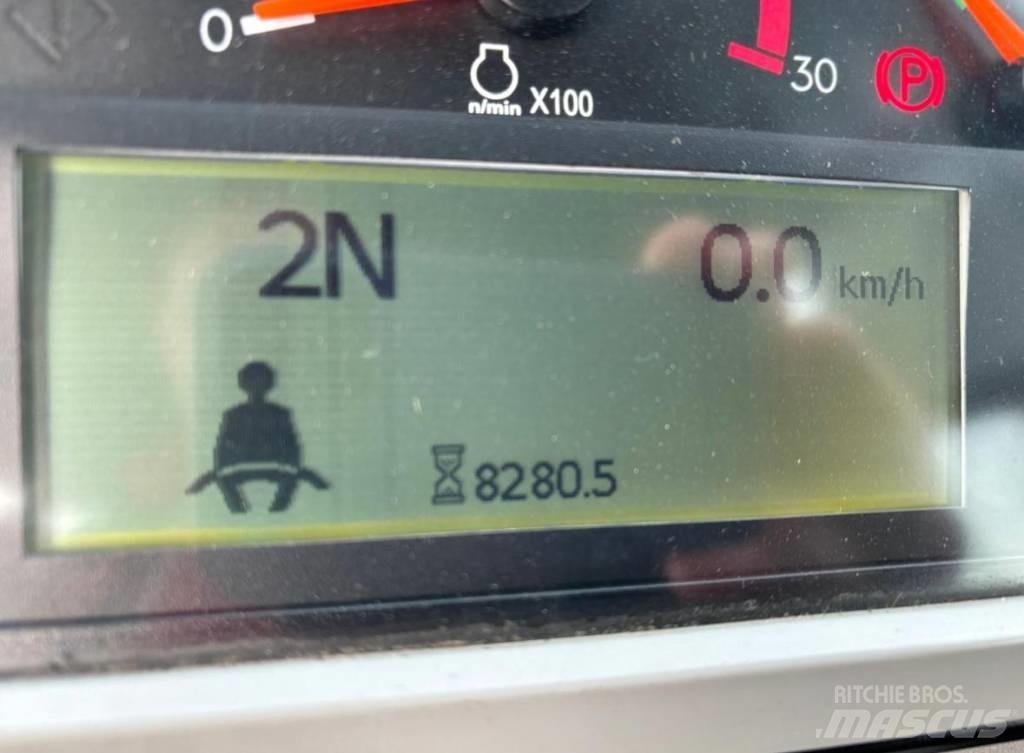 0
n/min X100
30
P
2N
0.0 km/h
8280.5
RITCHIE BROS.
MASCUS